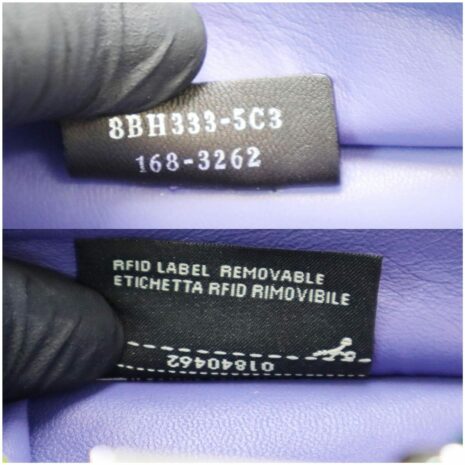 8BH333-5C3
168-3262
RFID LABEL REMOVABLE
ETICHETTA RFID RIMOVIBILE
01840462